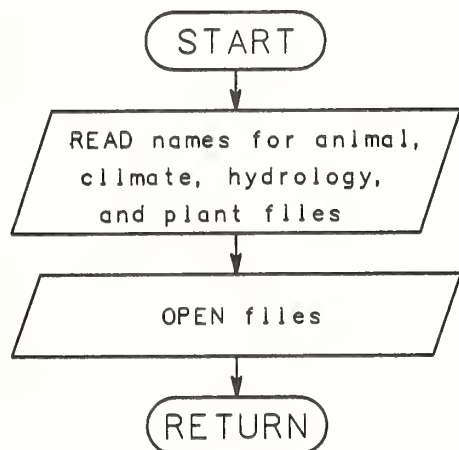 START
READ names for animal,
climate, hydrology,
and plant files
OPEN files
RETURN